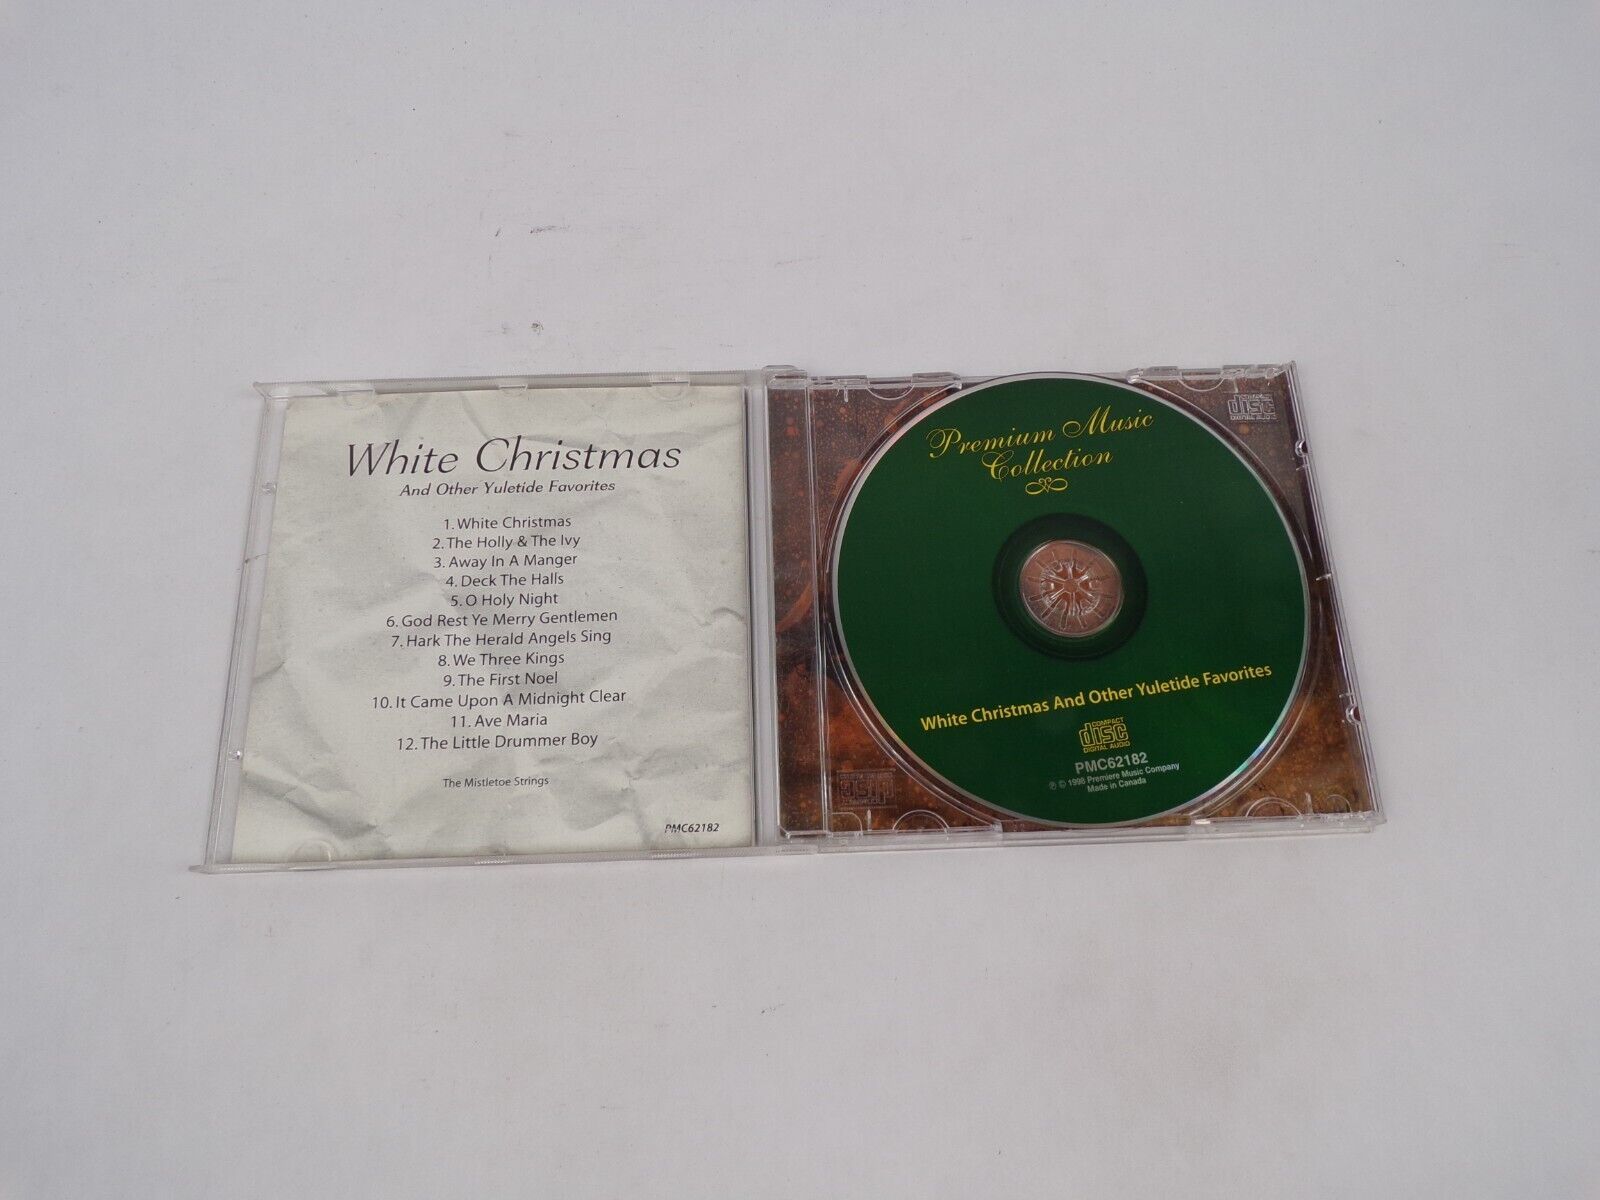 White Christmas
And Other Yuletide Favorites
1. White Christmas
2. The Holly & The Ivy
3. Away In A Manger
4. Deck The Halls
5. O Holy Night
6. God Rest Ye Merry Gentlemen
7. Hark The Herald Angels Sing
8. We Three Kings
9. The First Noel
10. It Came Upon A Midnight Clear
11. Ave Maria
12. The Little Drummer Boy
The Mistletoe Strings
PMC62182
Premium Music
Collection
White Christmas And Other Yuletide Favorites
COMPACT
disc
DIGITAL AUDIO
PMC62182
℗ © 1998 Premiere Music Company
Made in Canada
disc